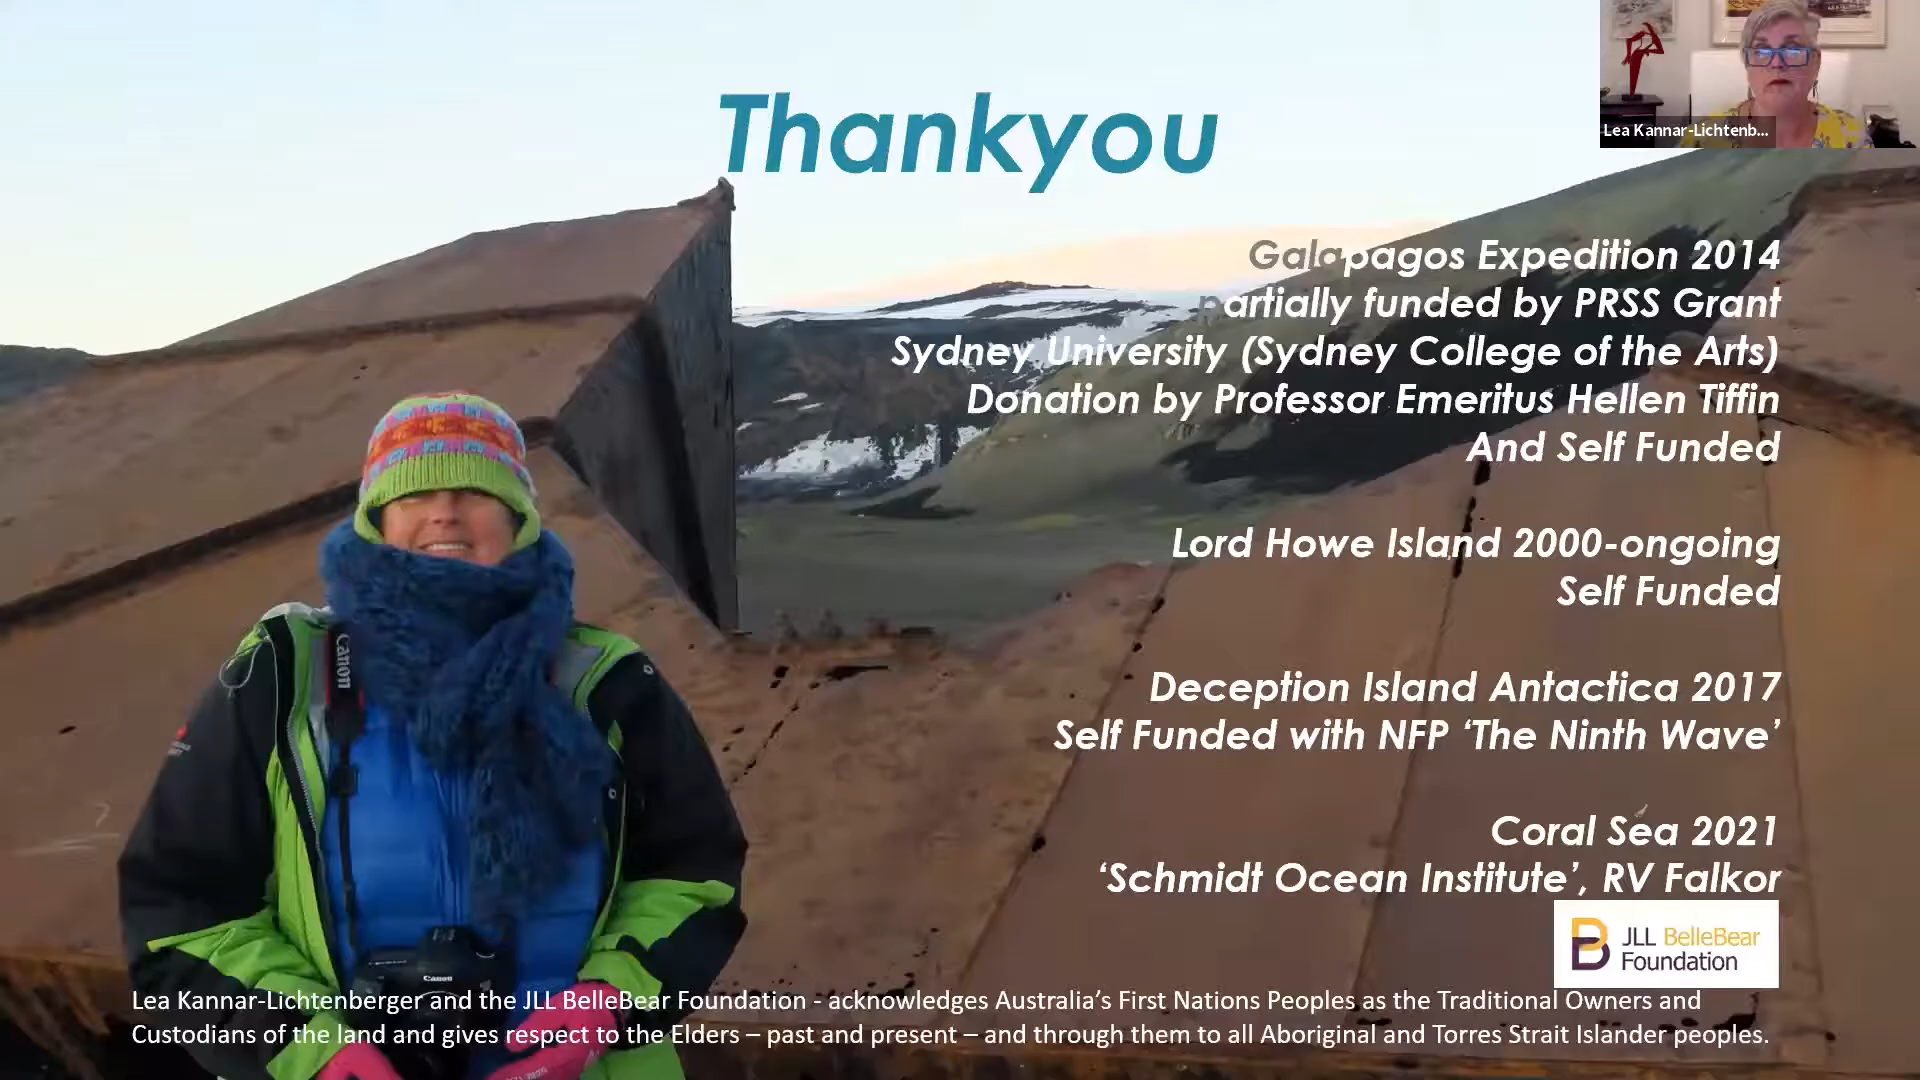 Thankyou
Lea Kannar-Lichtenb...
Galapagos Expedition 2014
partially funded by PRSS Grant
Sydney University (Sydney College of the Arts)
Donation by Professor Emeritus Hellen Tiffin
And Self Funded
Lord Howe Island 2000-ongoing
Self Funded
Deception Island Antactica 2017
Self Funded with NFP ‘The Ninth Wave’
Coral Sea 2021
‘Schmidt Ocean Institute’, RV Falkor
JLL BelleBear
Foundation
Canon
Canon
Lea Kannar-Lichtenberger and the JLL BelleBear Foundation - acknowledges Australia’s First Nations Peoples as the Traditional Owners and
Custodians of the land and gives respect to the Elders – past and present – and through them to all Aboriginal and Torres Strait Islander peoples.